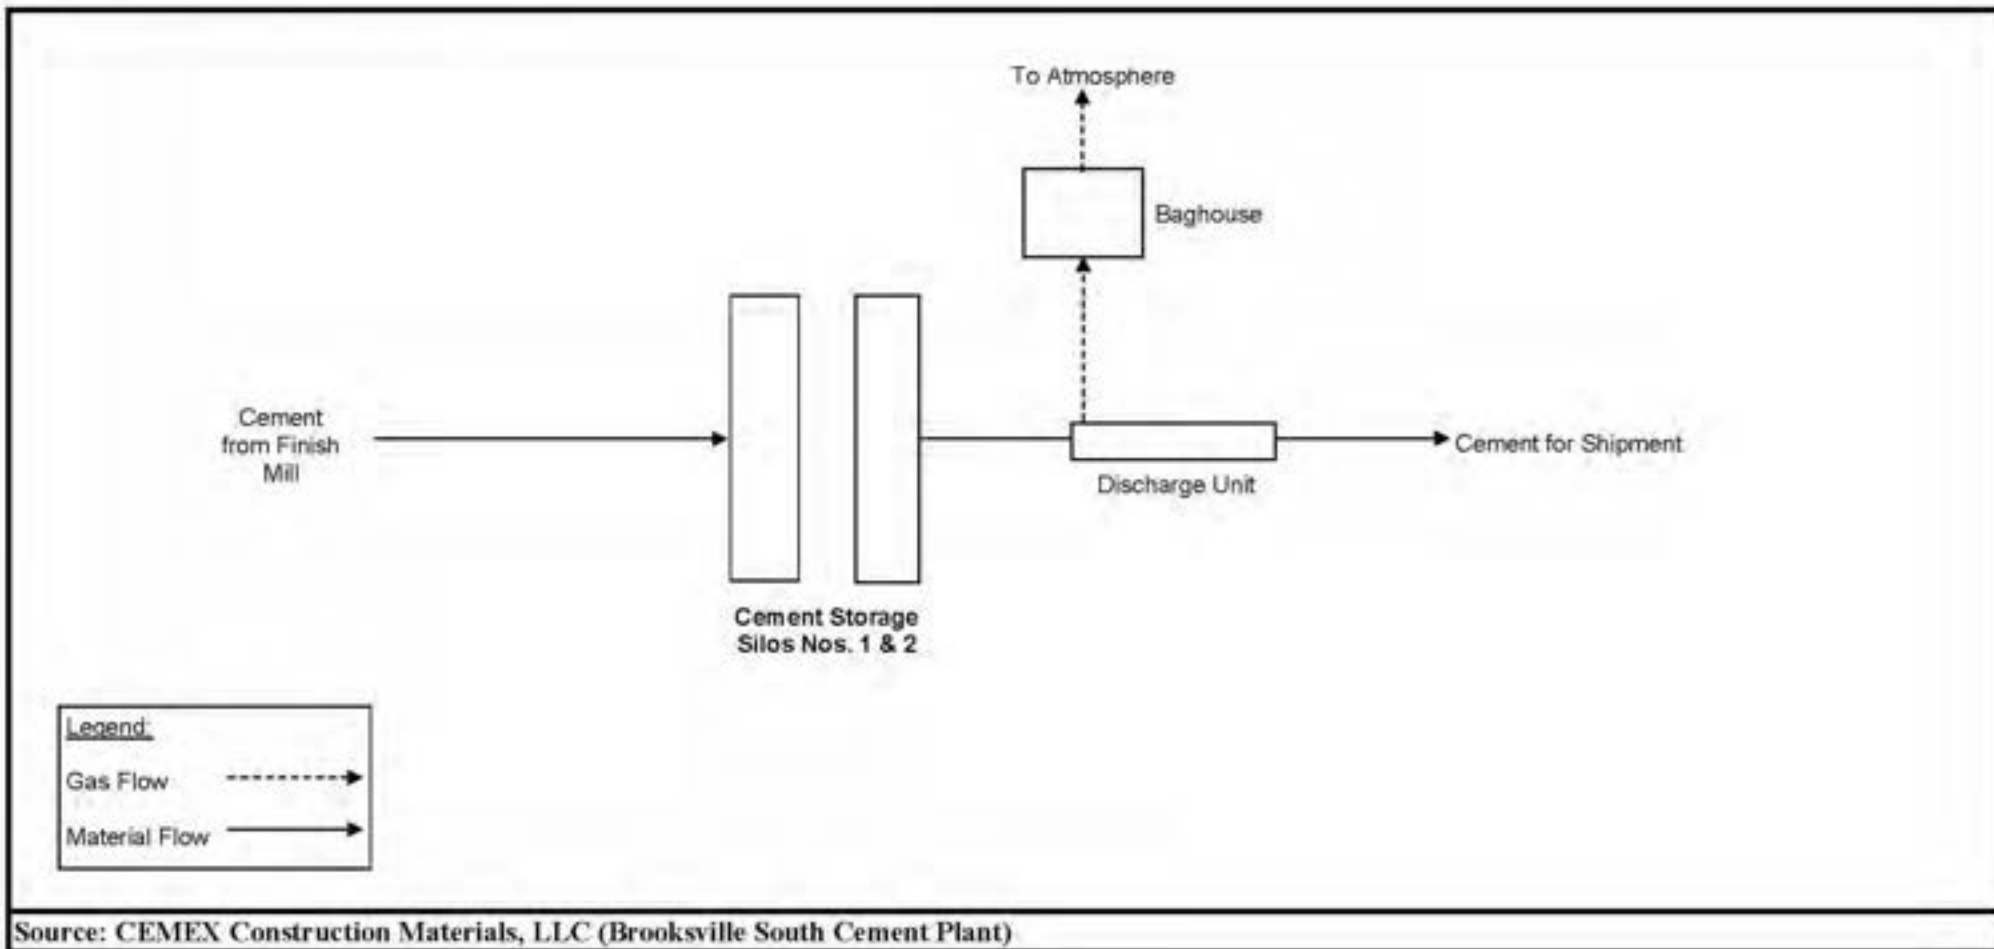 To Atmosphere
Baghouse
Cement
from Finish
Mill
Cement for Shipment
Discharge Unit
Cement Storage
Silos Nos. 1 & 2
Legend:
Gas Flow
Material Flow
Source: CEMEX Construction Materials, LLC (Brooksville South Cement Plant)